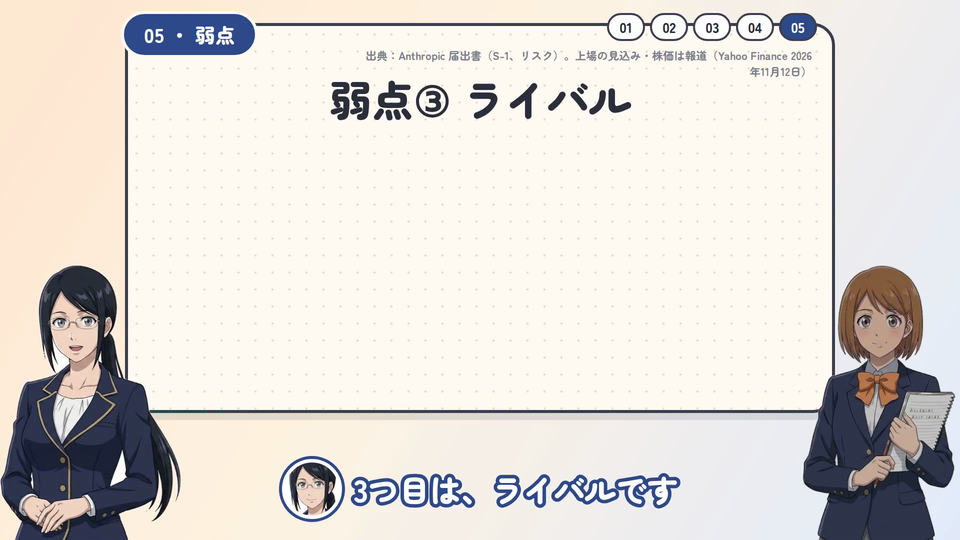 05 ・ 弱点
01 02 03 04 05
出典：Anthropic 届出書（S-1、リスク）。上場の見込み・株価は報道（Yahoo Finance 2026
年11月12日）
弱点③ ライバル
3つ目は、ライバルです